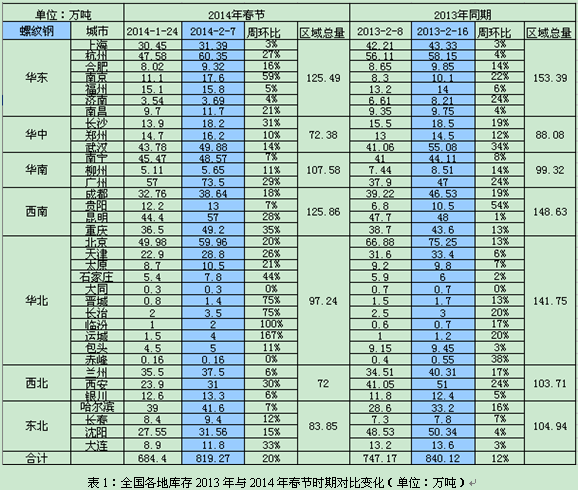 单位：万吨 2014年春节 2013年同期
螺纹钢 城市 2014-1-24 2014-2-7 周环比 区域总量 2013-2-8 2013-2-16 周环比 区域总量
华东 上海 30.45 31.39 3% 125.49 42.21 43.33 3% 153.39
杭州 47.58 60.35 27% 56.11 58.15 4%
合肥 8.02 9.32 16% 8.65 9.85 14%
南京 11.1 17.6 59% 8.3 10.1 22%
福州 15.1 15.8 5% 13.2 14 6%
济南 3.54 3.69 4% 6.61 8.21 24%
南昌 9.7 11.7 21% 9.35 9.75 4%
华中 长沙 13.9 18.2 31% 72.38 15.5 18.5 19% 88.08
郑州 14.7 16.2 10% 13 14.5 12%
武汉 43.78 49.88 14% 41.06 55.08 34%
华南 南宁 45.47 48.57 7% 107.58 41 44.11 8% 99.32
柳州 5.11 5.65 11% 7.44 8.51 14%
广州 57 73.5 29% 37.9 47 24%
西南 成都 32.76 38.64 18% 125.86 39.22 46.53 19% 148.63
贵阳 12.2 13 7% 6.8 10.5 54%
昆明 44.4 57 28% 47.7 48 1%
重庆 36.5 49.2 35% 38.7 43.6 13%
华北 北京 49.98 59.96 20% 97.24 66.88 75.25 13% 141.75
天津 22.9 28.8 26% 31.6 33.4 6%
太原 8.7 10.5 21% 9.2 9.8 7%
石家庄 5.4 7.8 44% 5.9 6 2%
大同 0.3 0.3 0% 0.7 0.7 0%
晋城 0.8 1.4 75% 1.5 1.7 13%
长治 2 3.5 75% 2.5 3 20%
临汾 1 2 100% 0.6 0.7 17%
运城 1.5 4 167% 1 1.2 20%
包头 4.5 5 11% 9.15 9.45 3%
赤峰 0.16 0.16 0% 0.4 0.55 38%
西北 兰州 35.5 37.5 6% 72 34.51 40.31 17% 103.71
西安 23.9 31 30% 41.05 51 24%
银川 12.6 13.3 6% 11.8 12.4 5%
东北 哈尔滨 39 41.6 7% 83.85 28.6 33.2 16% 104.94
长春 8.4 9.4 12% 7.3 7.8 7%
沈阳 27.55 31.56 15% 48.53 50.34 4%
大连 8.9 11.8 33% 13.2 13.6 3%
合计 684.4 819.27 20% 747.17 840.12 12%
表1：全国各地库存2013年与2014年春节时期对比变化（单位：万吨）